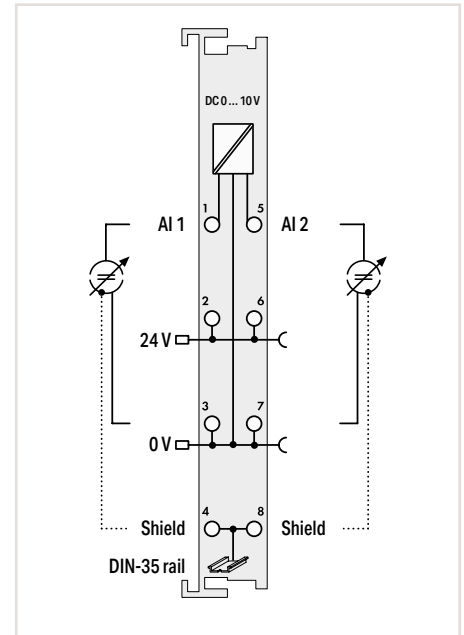 DC 0 ... 10 V
1 5
AI 1 AI 2
2 6
24 V
3 7
0 V
4 8
Shield Shield
DIN-35 rail